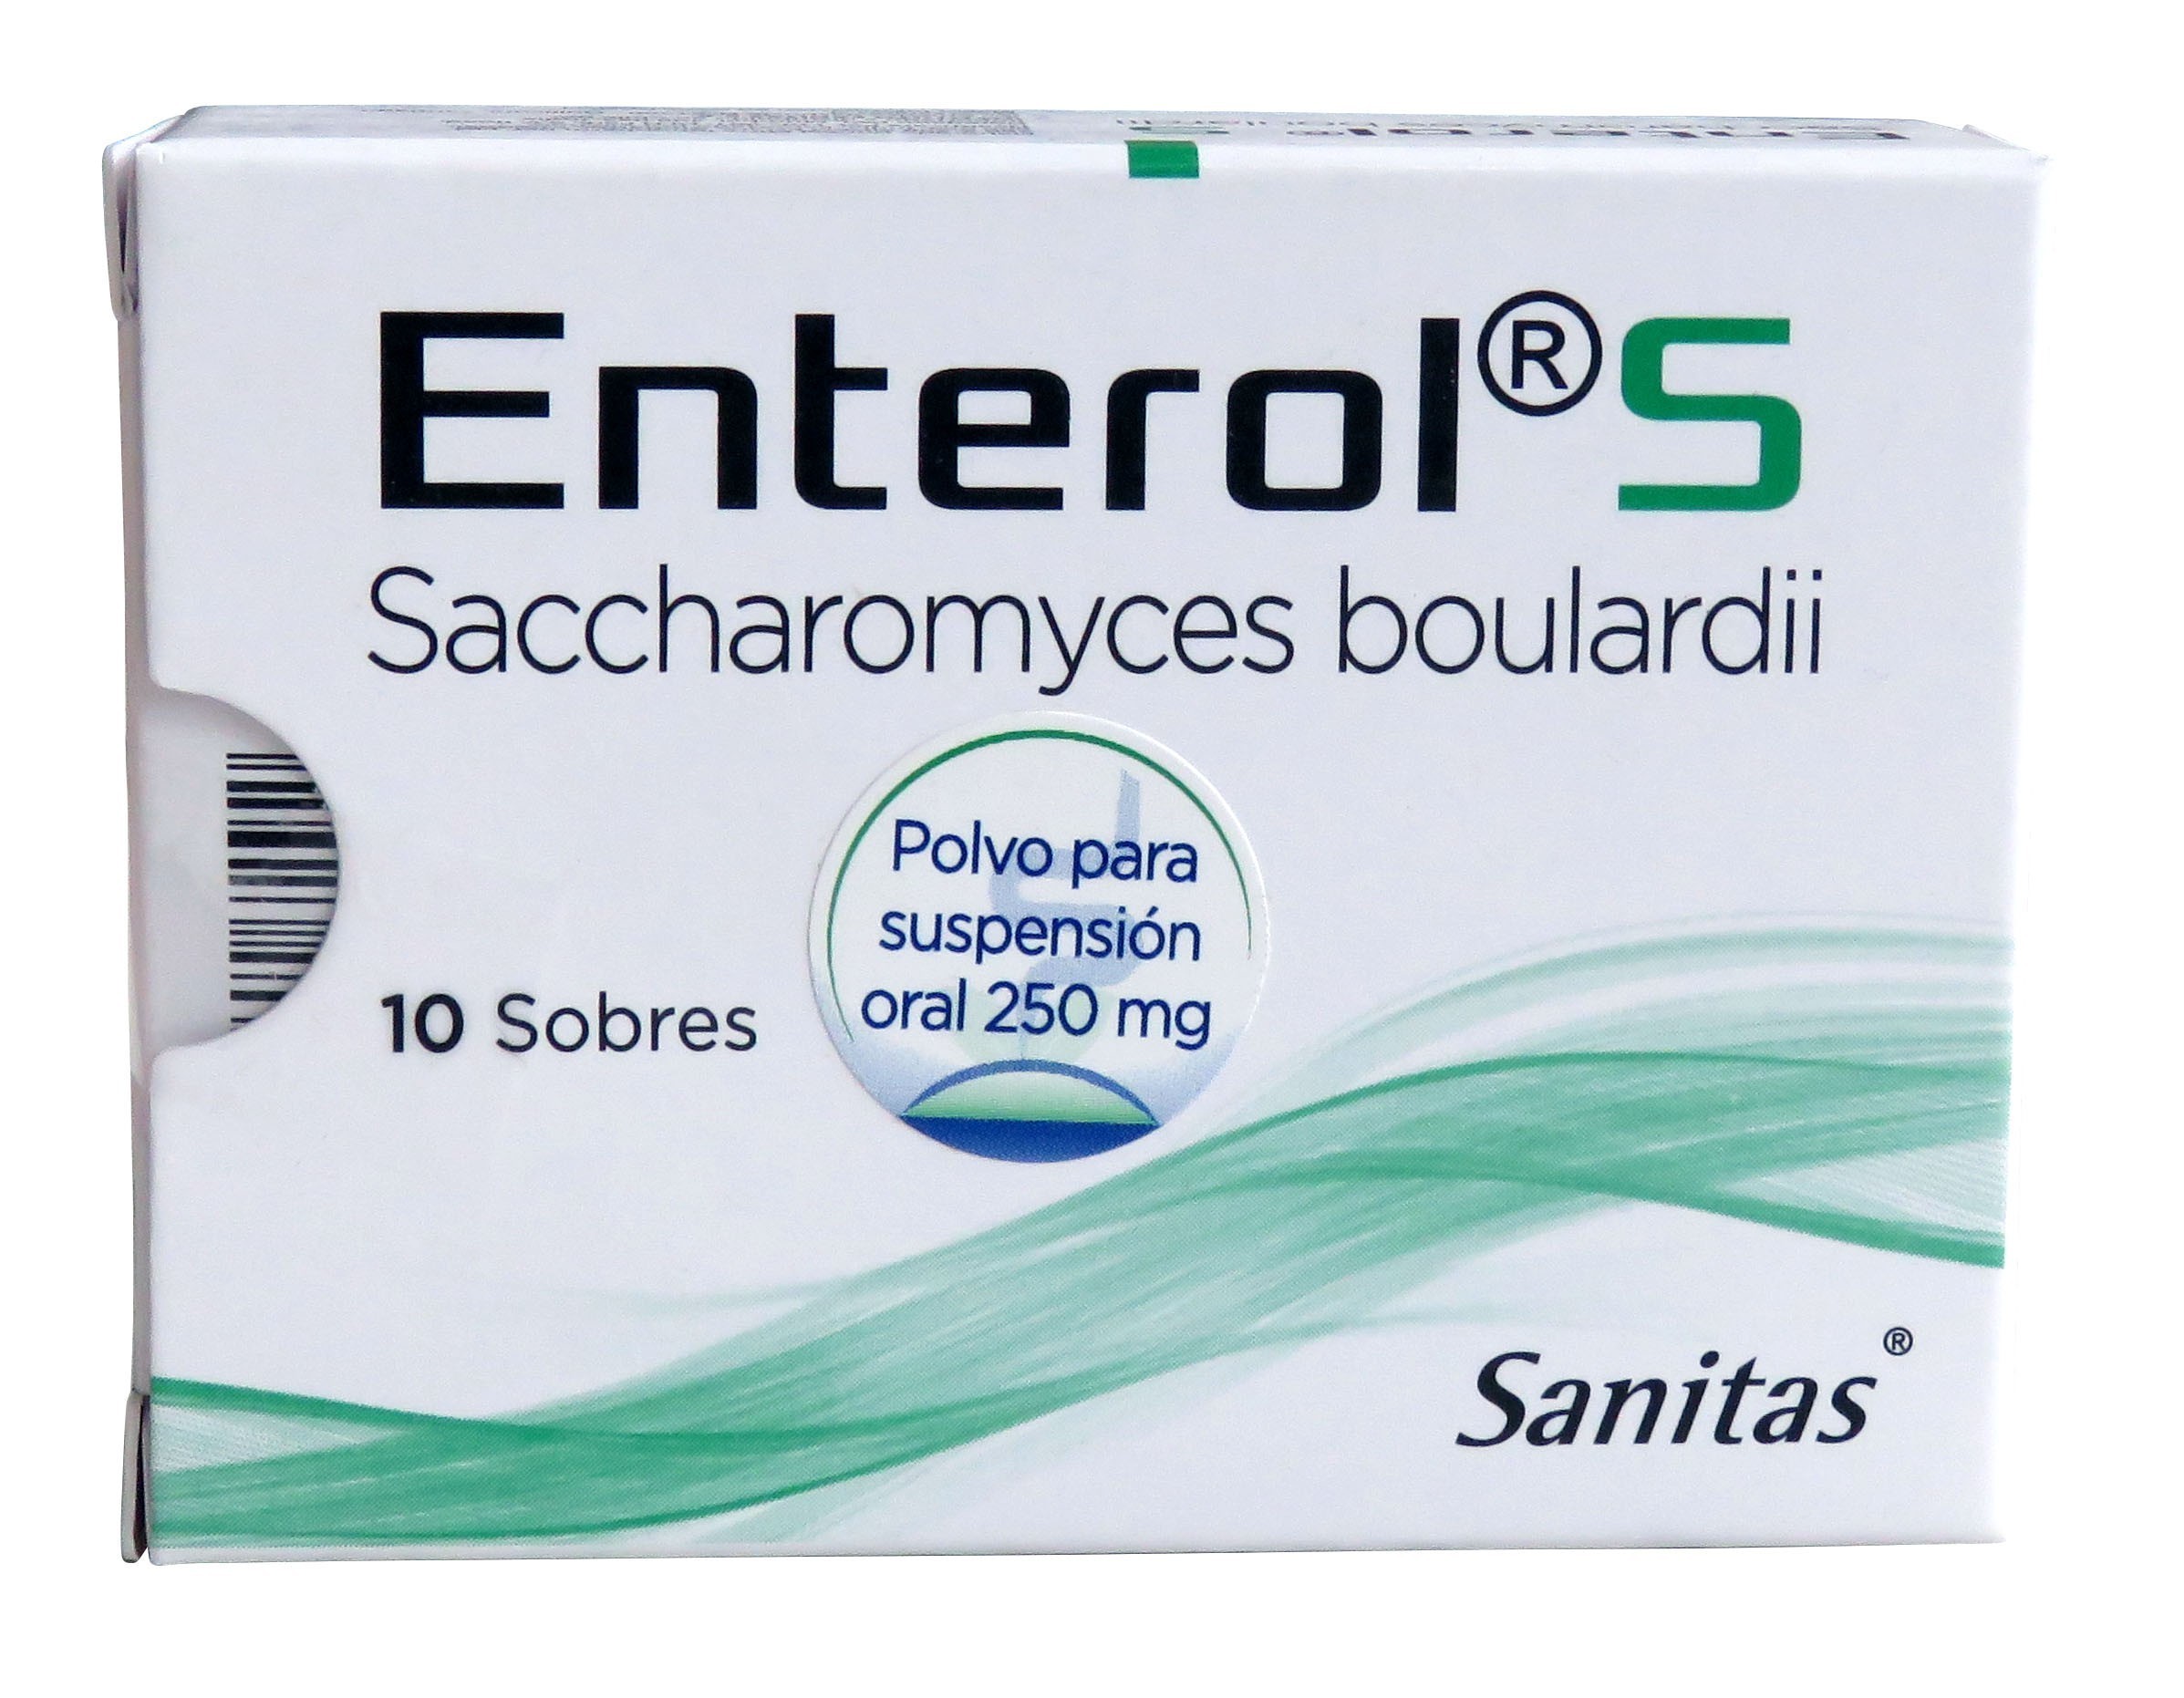 Enterol®S
Saccharomyces boulardii
Polvo para
suspensión
oral 250 mg
10 Sobres
Sanitas®